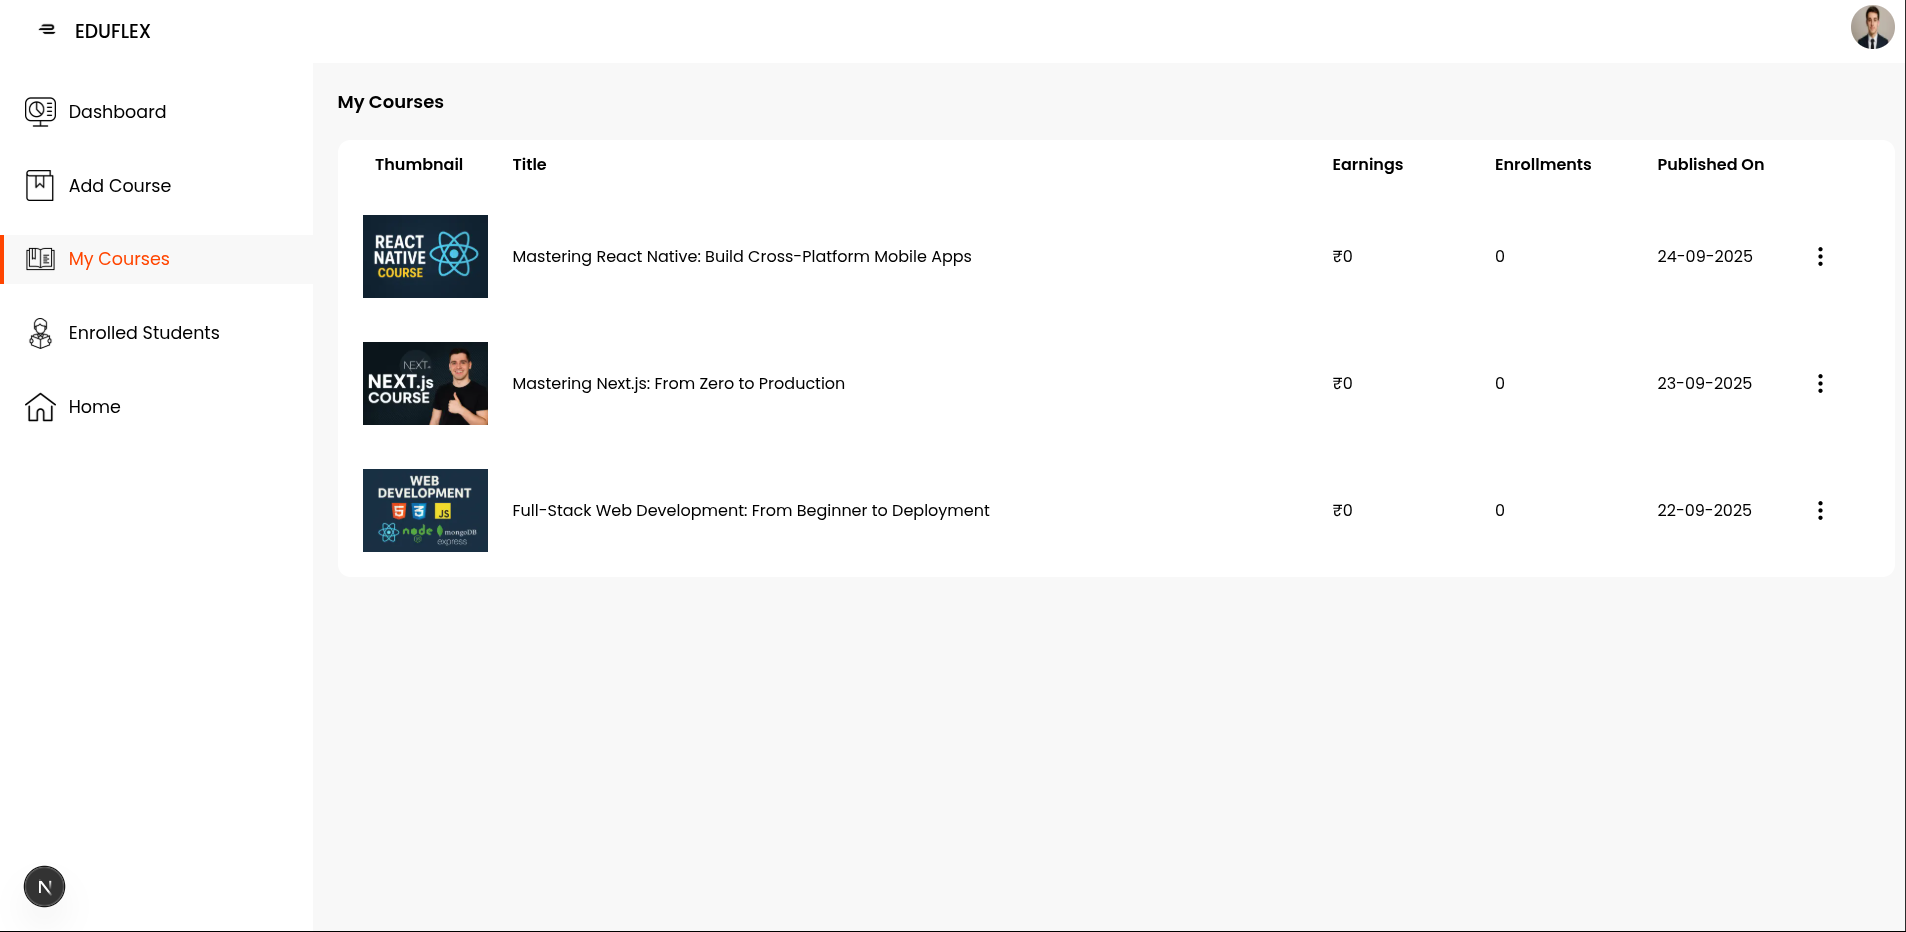 EDUFLEX
Dashboard
Add Course
My Courses
Enrolled Students
Home
N
My Courses
Thumbnail Title Earnings Enrollments Published On
REACT
NATIVE
COURSE
Mastering React Native: Build Cross-Platform Mobile Apps ₹0 0 24-09-2025
NEXT
NEXT.js
COURSE
Mastering Next.js: From Zero to Production ₹0 0 23-09-2025
WEB
DEVELOPMENT
5 3 JS
node mongoDB
express
Full-Stack Web Development: From Beginner to Deployment ₹0 0 22-09-2025